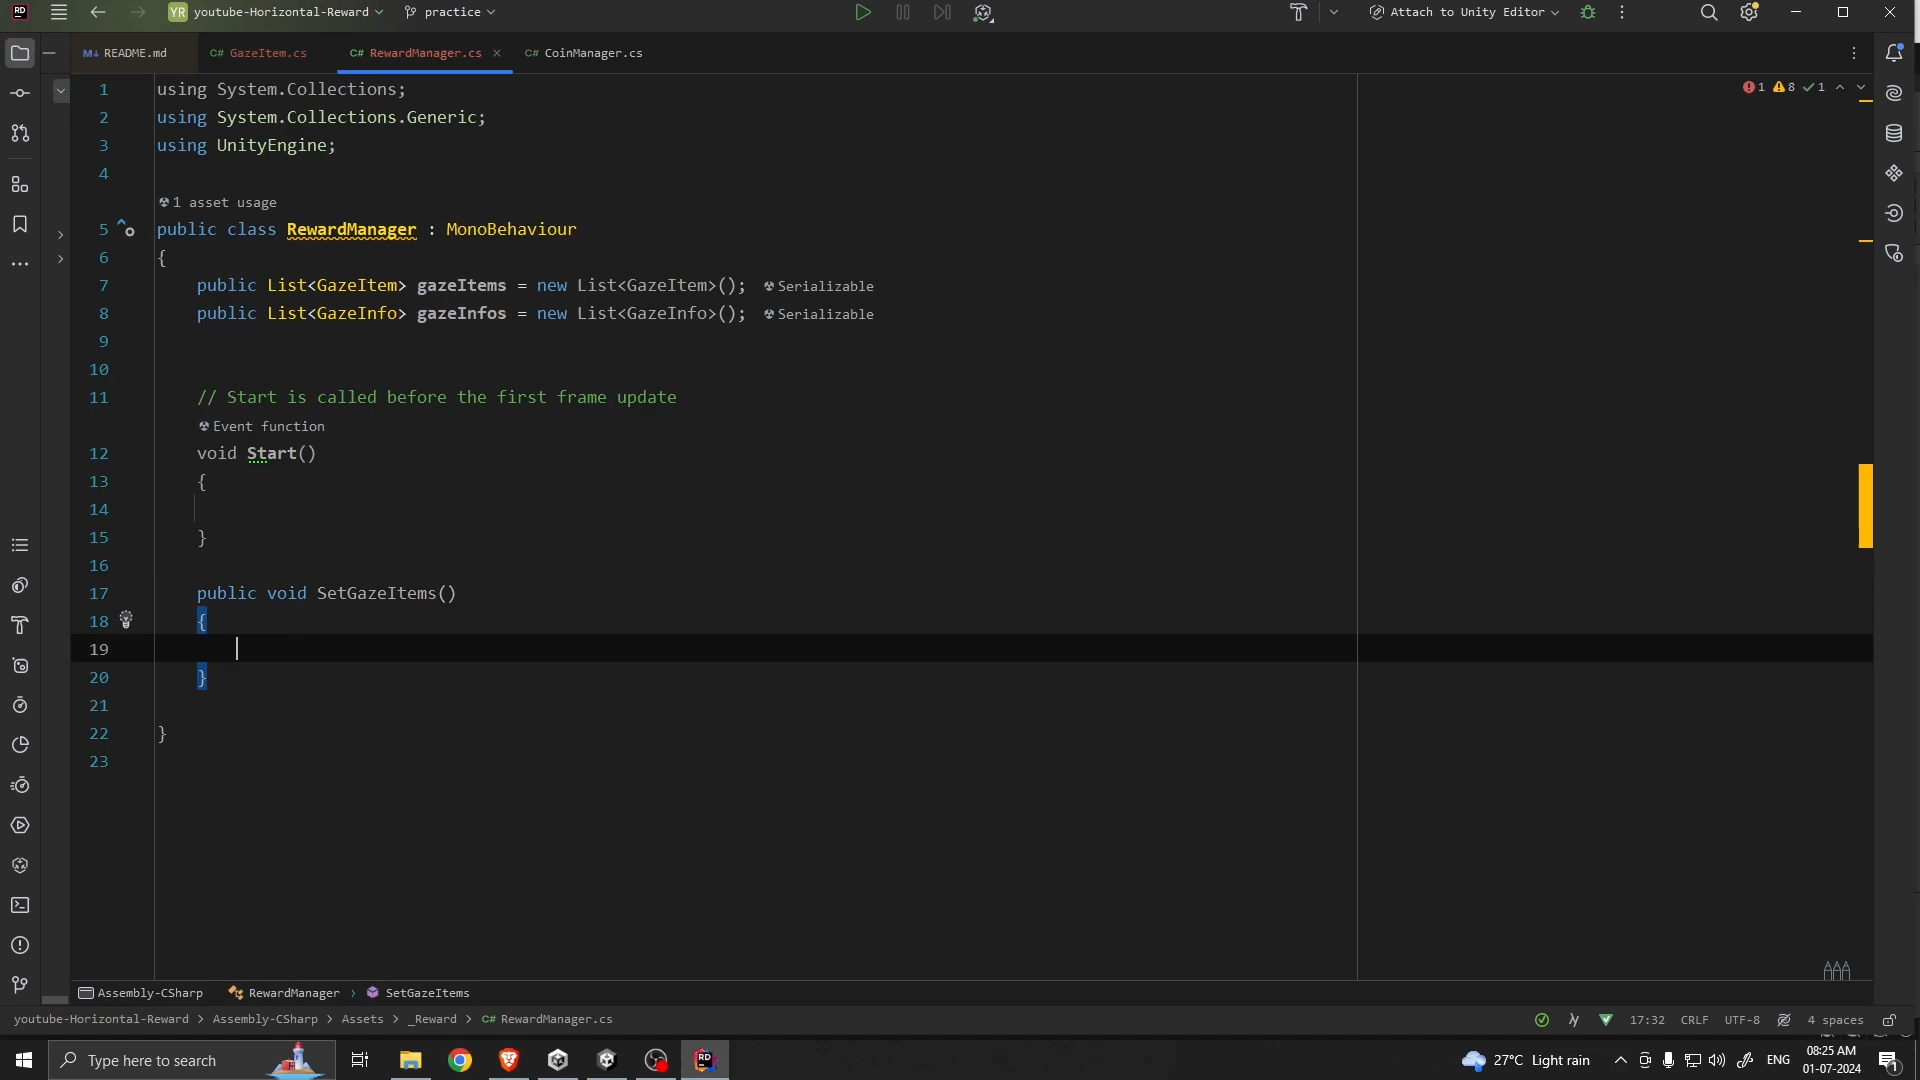 YR youtube-Horizontal-Reward practice Attach to Unity Editor
README.md C# GazeItem.cs C# RewardManager.cs C# CoinManager.cs
1 8 1
1 using System.Collections;
2 using System.Collections.Generic;
3 using UnityEngine;
4
1 asset usage
5 public class RewardManager : MonoBehaviour
6 {
7 public List<GazeItem> gazeItems = new List<GazeItem>(); Serializable
8 public List<GazeInfo> gazeInfos = new List<GazeInfo>(); Serializable
9
10
11 // Start is called before the first frame update
Event function
12 void Start()
13 {
14
15 }
16
17 public void SetGazeItems()
18 {
19
20 }
21
22 }
23
Assembly-CSharp RewardManager › SetGazeItems
youtube-Horizontal-Reward > Assembly-CSharp > Assets > _Reward > C# RewardManager.cs 17:32 CRLF UTF-8 4 spaces
Type here to search RD 27°C Light rain ENG 08:25 AM
01-07-2024
1